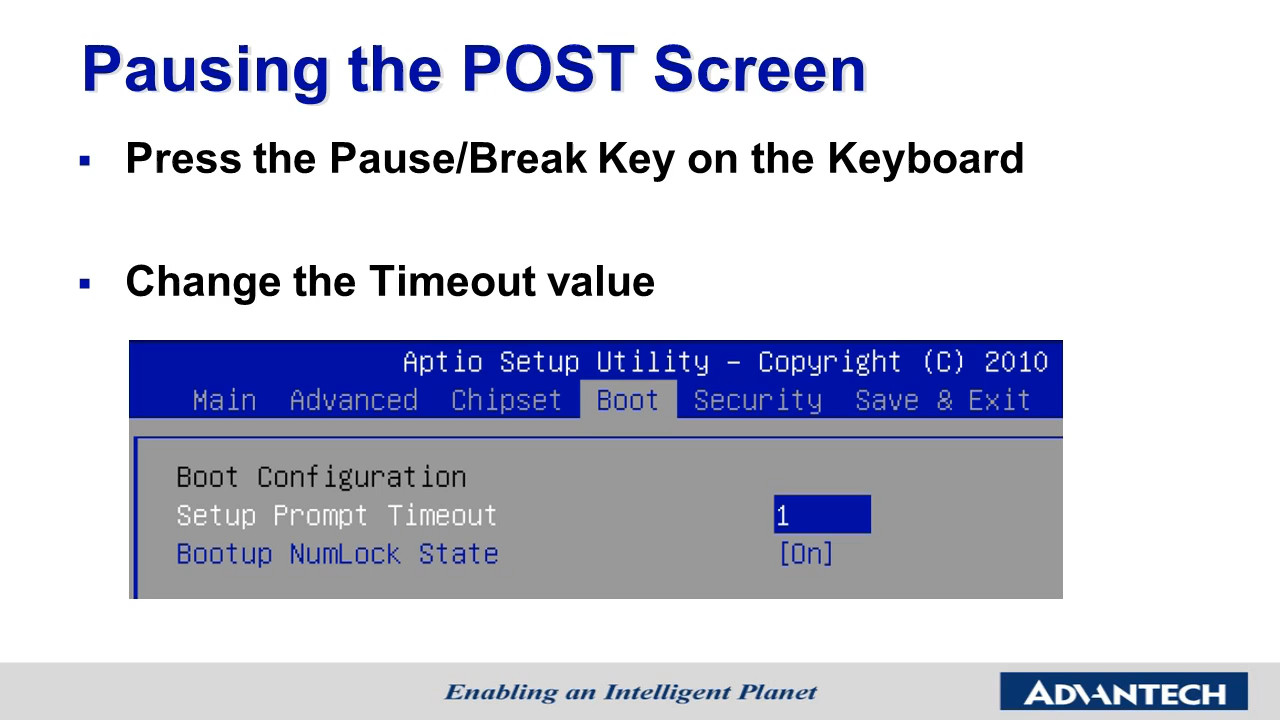 Pausing the POST Screen
▪ Press the Pause/Break Key on the Keyboard
▪ Change the Timeout value
Aptio Setup Utility – Copyright (C) 2010
Main Advanced Chipset Boot Security Save & Exit
Boot Configuration
Setup Prompt Timeout 1
Bootup NumLock State [On]
Enabling an Intelligent Planet
ADVANTECH